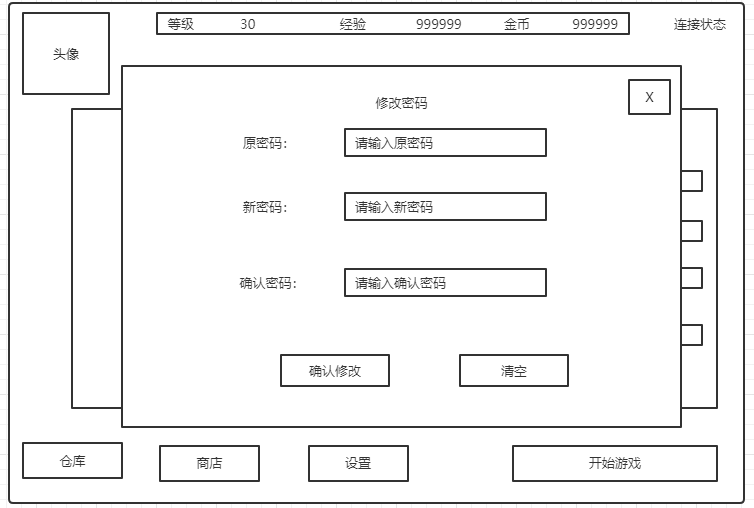 等级 30 经验 999999 金币 999999 连接状态
头像
修改密码 X
原密码: 请输入原密码
新密码: 请输入新密码
确认密码: 请输入确认密码
确认修改 清空
仓库 商店 设置 开始游戏